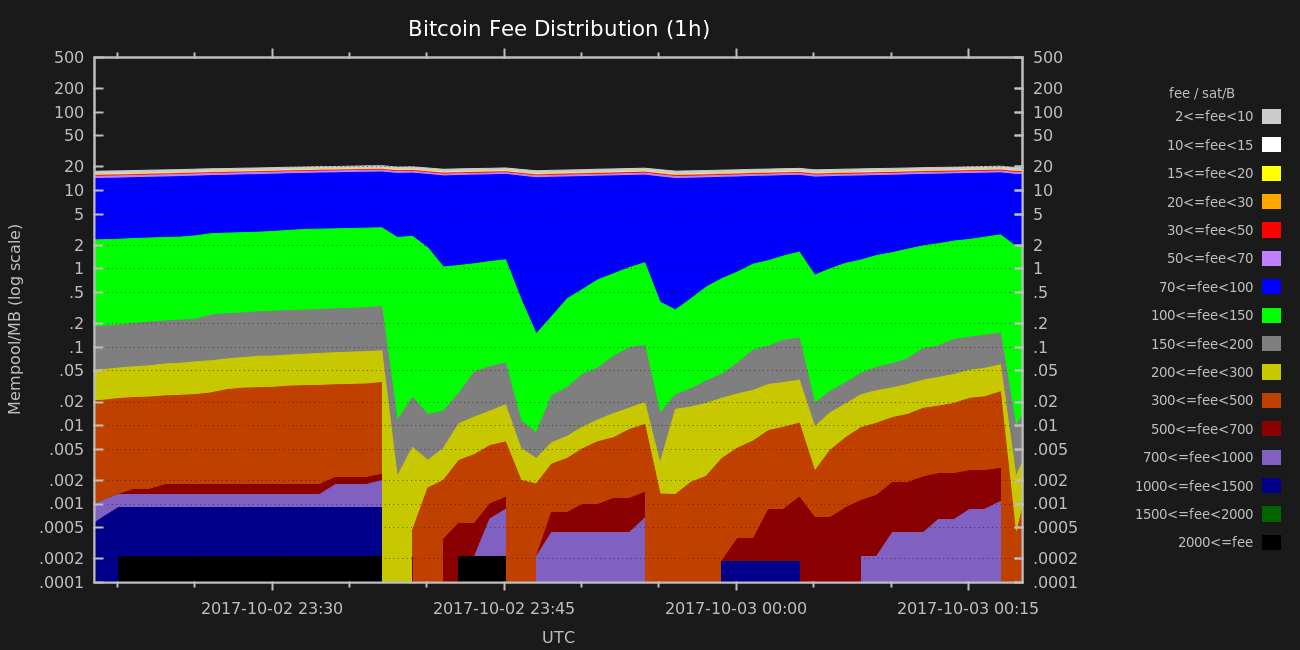 Bitcoin Fee Distribution (1h)
500
200
100
50
20
10
5
2
1
.5
.2
.1
.05
.02
.01
.005
.002
.001
.0005
.0002
.0001
Mempool/MB (log scale)
500
200
100
50
20
10
5
2
1
.5
.2
.1
.05
.02
.01
.005
.002
.001
.0005
.0002
.0001
2017-10-02 23:30
2017-10-02 23:45
2017-10-03 00:00
2017-10-03 00:15
UTC
fee / sat/B
2<=fee<10
10<=fee<15
15<=fee<20
20<=fee<30
30<=fee<50
50<=fee<70
70<=fee<100
100<=fee<150
150<=fee<200
200<=fee<300
300<=fee<500
500<=fee<700
700<=fee<1000
1000<=fee<1500
1500<=fee<2000
2000<=fee